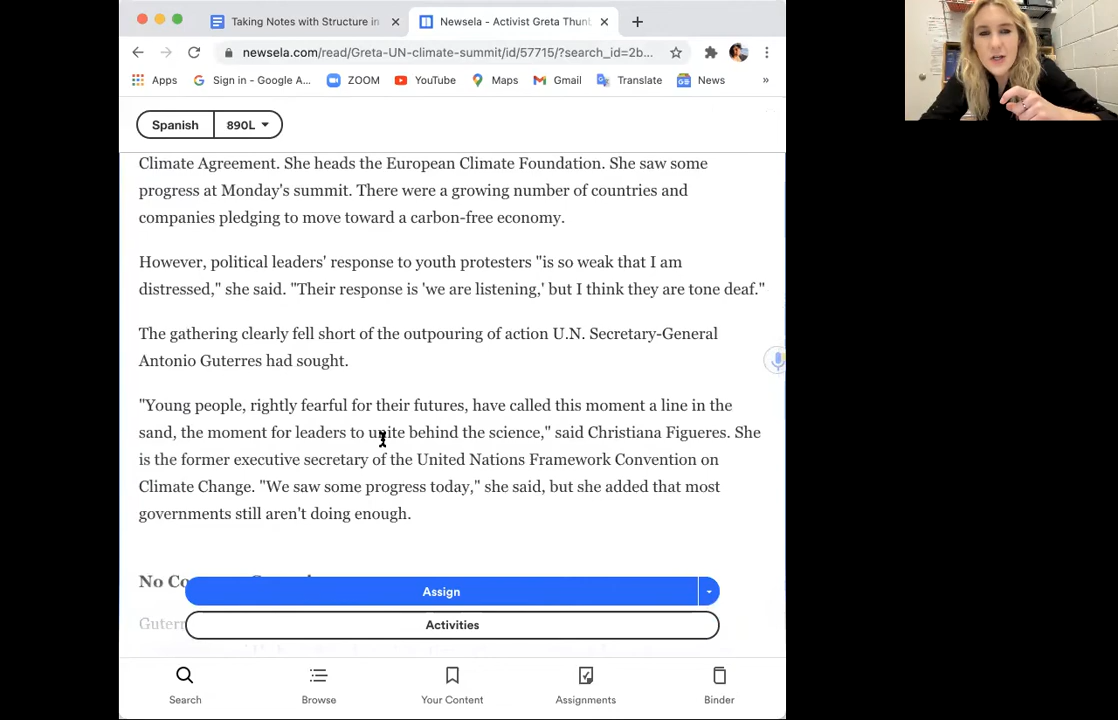 Taking Notes with Structure in
Newsela - Activist Greta Thunb
newsela.com/read/Greta-UN-climate-summit/id/57715/?search_id=2b...
Apps
Sign in - Google A...
ZOOM
YouTube
Maps
Gmail
Translate
News
»
Spanish
890L
Climate Agreement. She heads the European Climate Foundation. She saw some
progress at Monday's summit. There were a growing number of countries and
companies pledging to move toward a carbon-free economy.
However, political leaders' response to youth protesters "is so weak that I am
distressed," she said. "Their response is 'we are listening,' but I think they are tone deaf."
The gathering clearly fell short of the outpouring of action U.N. Secretary-General
Antonio Guterres had sought.
"Young people, rightly fearful for their futures, have called this moment a line in the
sand, the moment for leaders to unite behind the science," said Christiana Figueres. She
is the former executive secretary of the United Nations Framework Convention on
Climate Change. "We saw some progress today," she said, but she added that most
governments still aren't doing enough.
No
Assign
Activities
Search
Browse
Your Content
Assignments
Binder